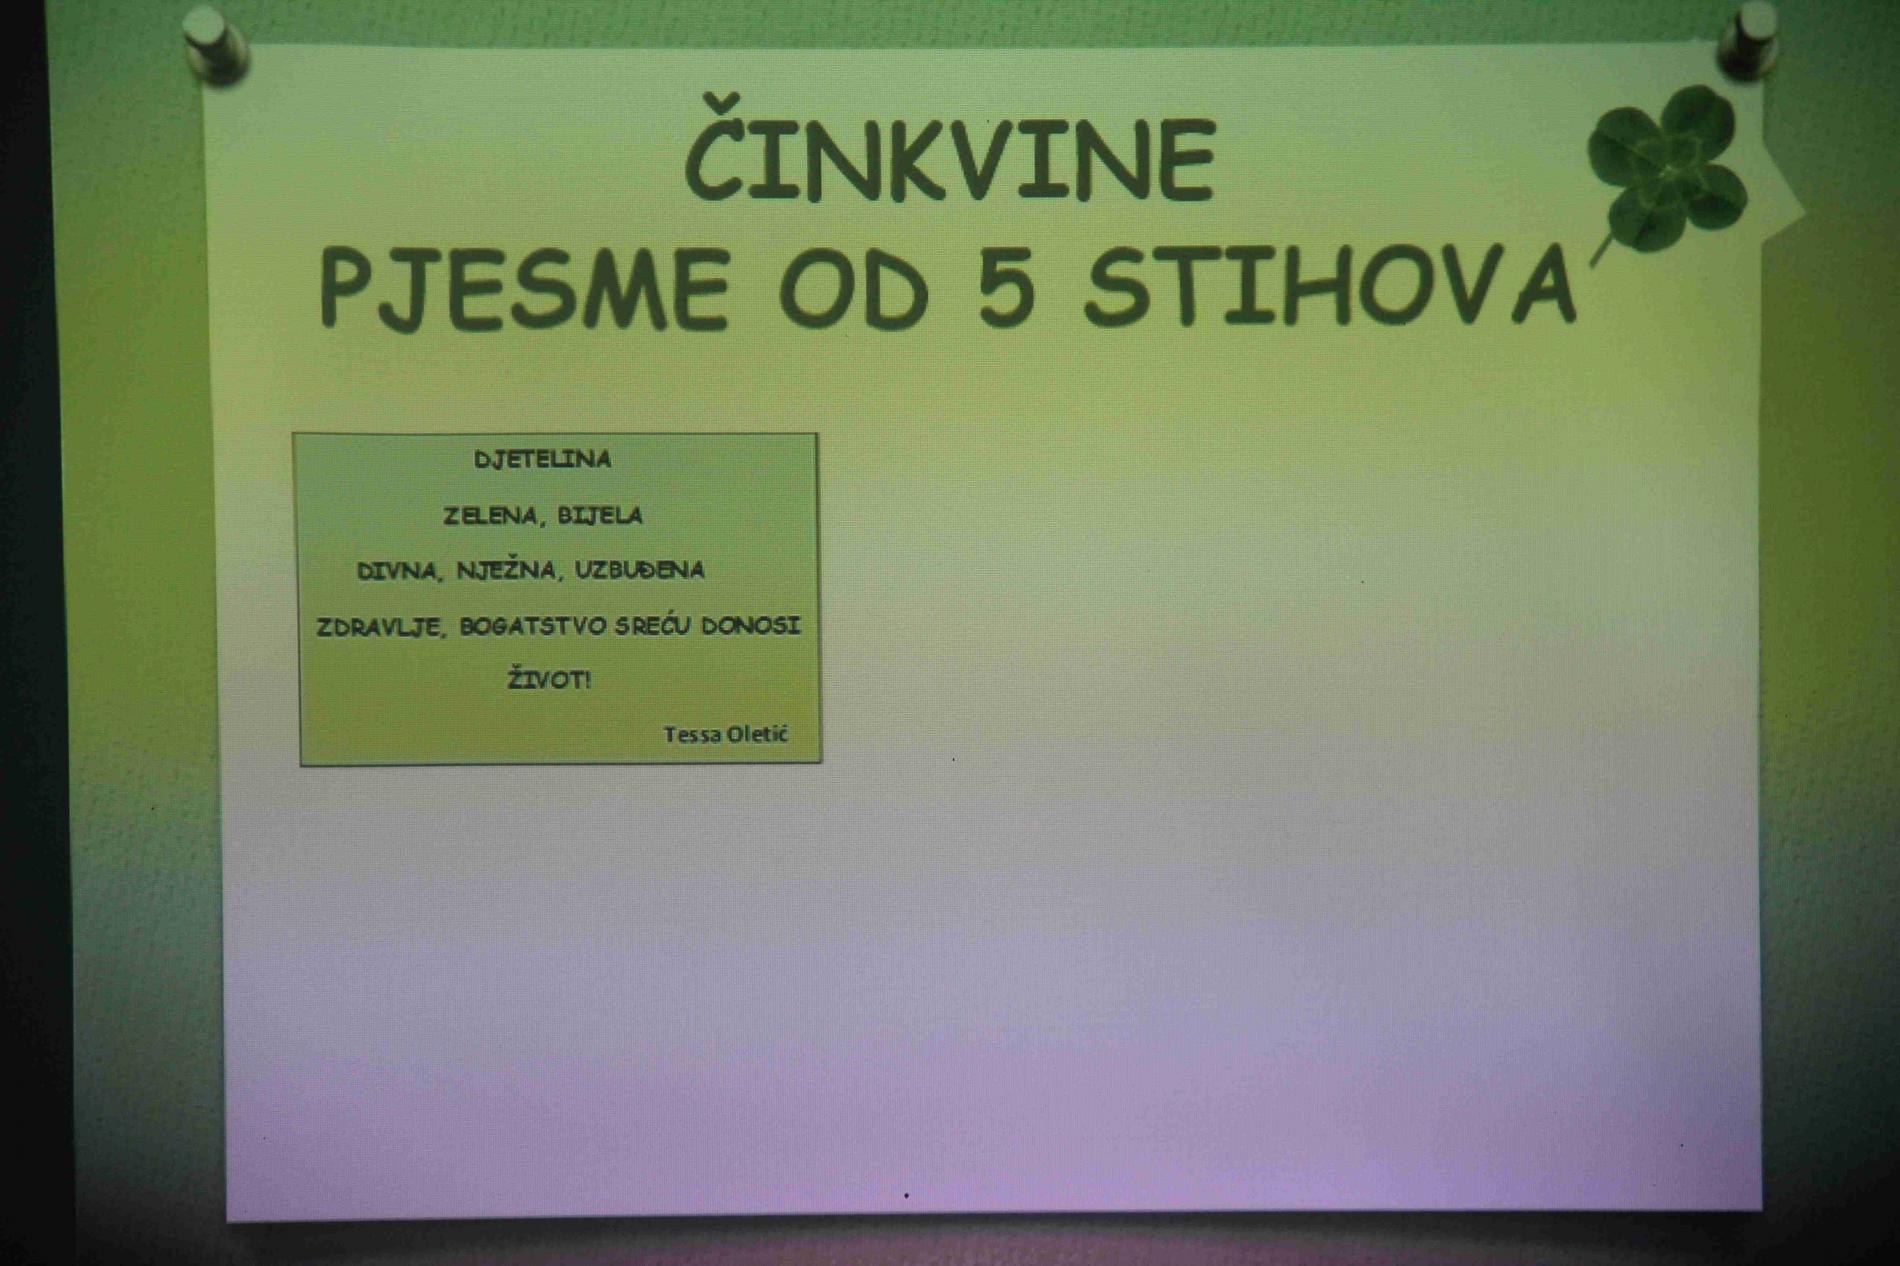 ČINKVINE
PJESME OD 5 STIHOVA
DJETELINA
ZELENA, BIJELA
DIVNA, NJEŽNA, UZBUĐENA
ZDRAVLJE, BOGATSTVO SREĆU DONOSI
ŽIVOT!
Tessa Oletić